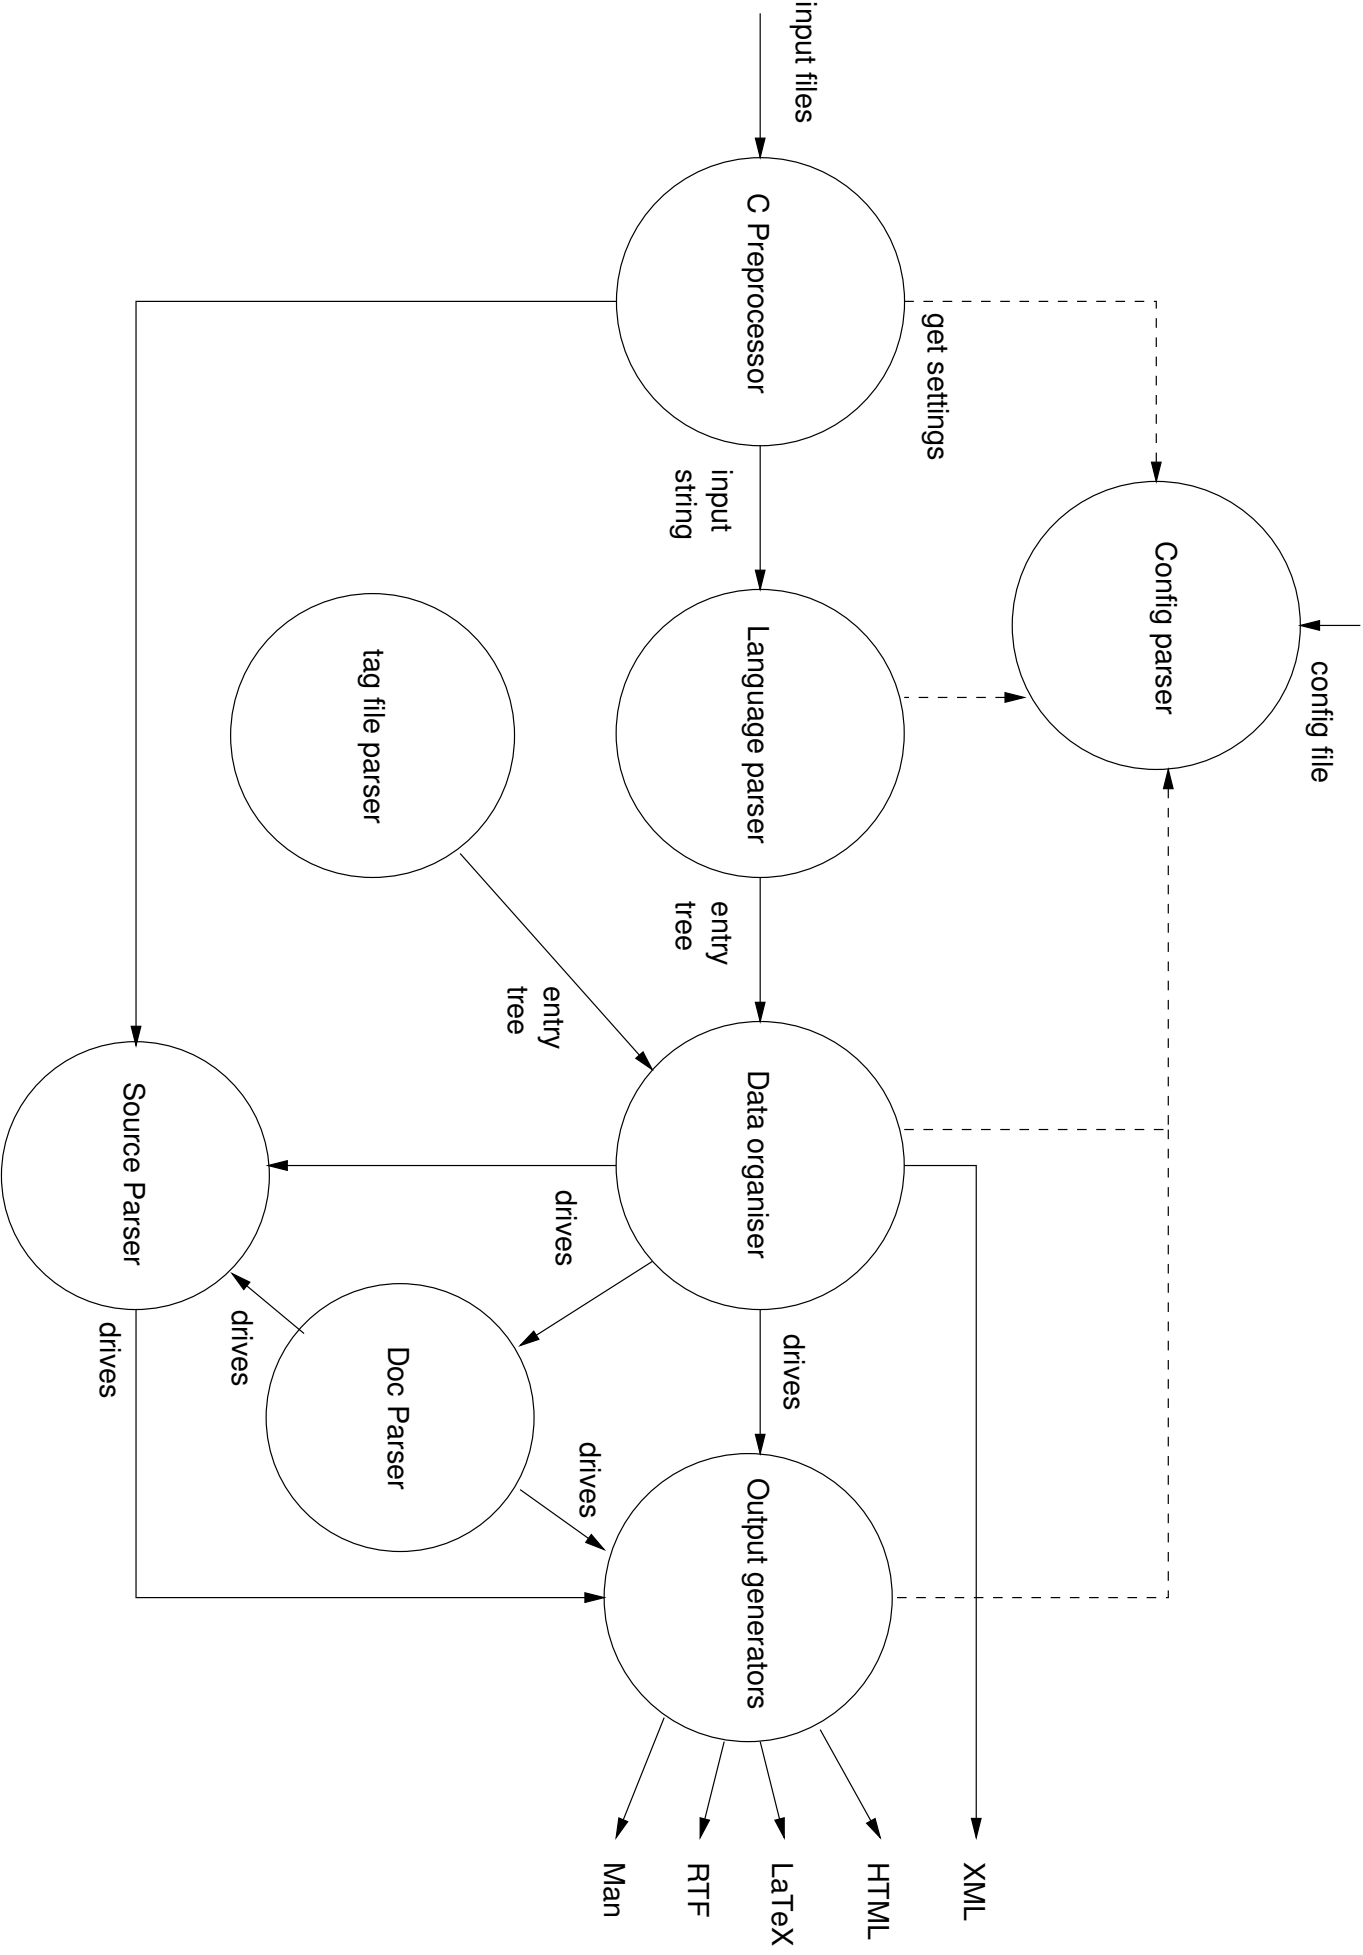 config file
Config parser
get settings
input files
C Preprocessor
input
string
Language parser
entry
tree
Data organiser
drives
Output generators
XML
HTML
LaTeX
RTF
Man
tag file parser
entry
tree
drives
drives
Doc Parser
drives
Source Parser
drives